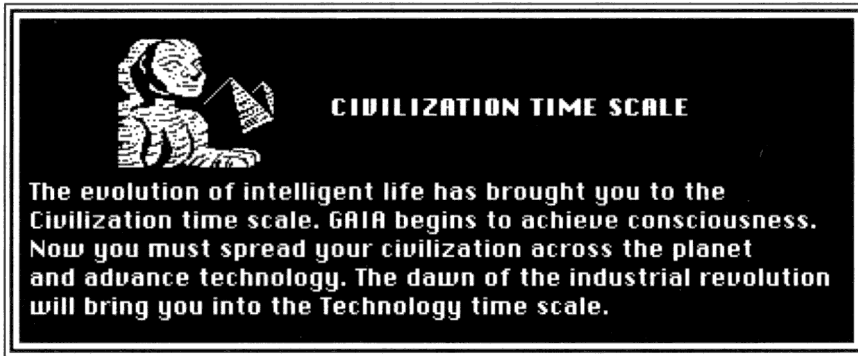 CIVILIZATION TIME SCALE
The evolution of intelligent life has brought you to the
Civilization time scale. GAIA begins to achieve consciousness.
Now you must spread your civilization across the planet
and advance technology. The dawn of the industrial revolution
will bring you into the Technology time scale.